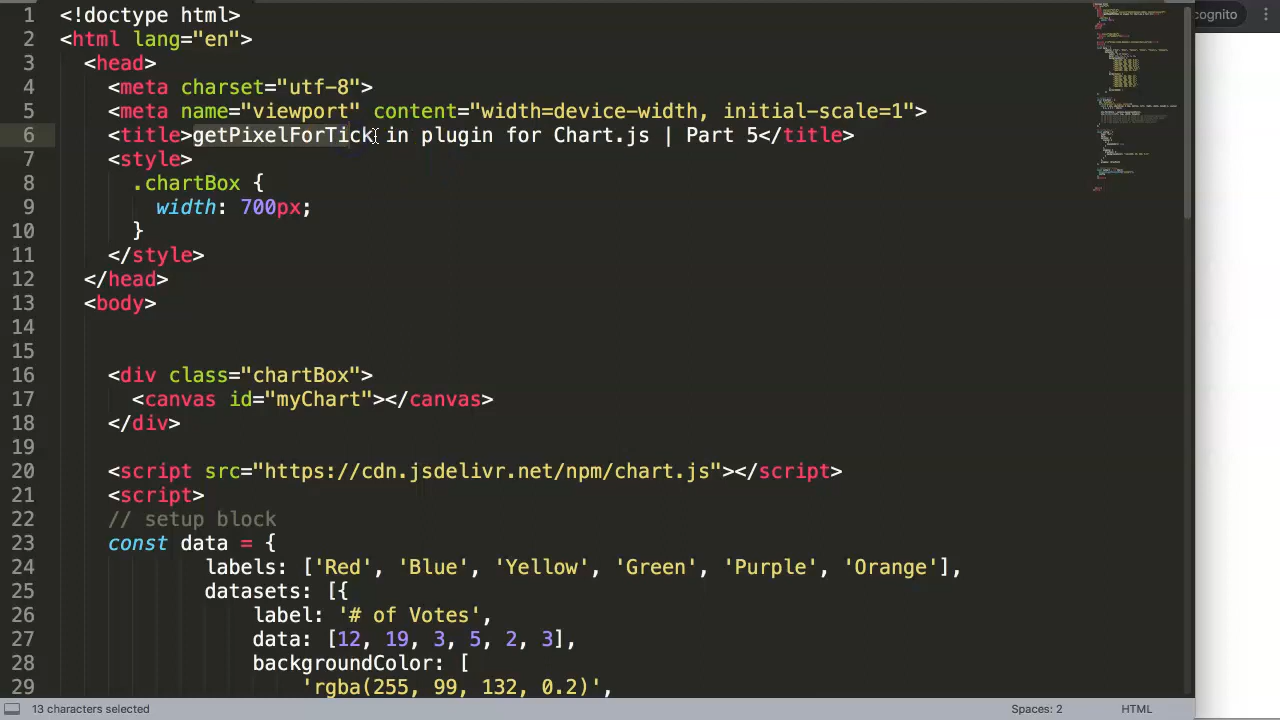 1 <!doctype html>
2 <html lang="en">
3 <head>
4 <meta charset="utf-8">
5 <meta name="viewport" content="width=device-width, initial-scale=1">
6 <title>getPixelForTick in plugin for Chart.js | Part 5</title>
7 <style>
8 .chartBox {
9 width: 700px;
10 }
11 </style>
12 </head>
13 <body>
14
15
16 <div class="chartBox">
17 <canvas id="myChart"></canvas>
18 </div>
19
20 <script src="https://cdn.jsdelivr.net/npm/chart.js"></script>
21 <script>
22 // setup block
23 const data = {
24 labels: ['Red', 'Blue', 'Yellow', 'Green', 'Purple', 'Orange'],
25 datasets: [{
26 label: '# of Votes',
27 data: [12, 19, 3, 5, 2, 3],
28 backgroundColor: [
29 'rgba(255, 99, 132, 0.2)',
13 characters selected
Spaces: 2
HTML
cognito